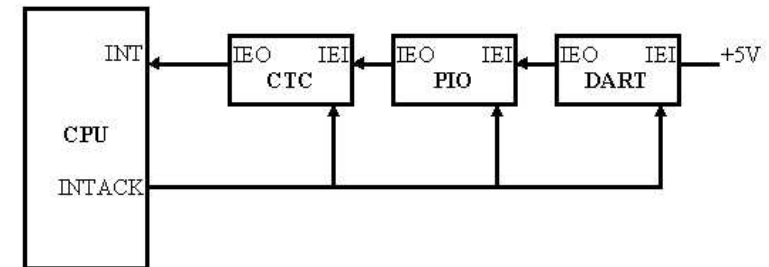 INT
IEO IEI
CTC
IEO IEI
PIO
IEO IEI
DART
+5V
CPU
INTACK